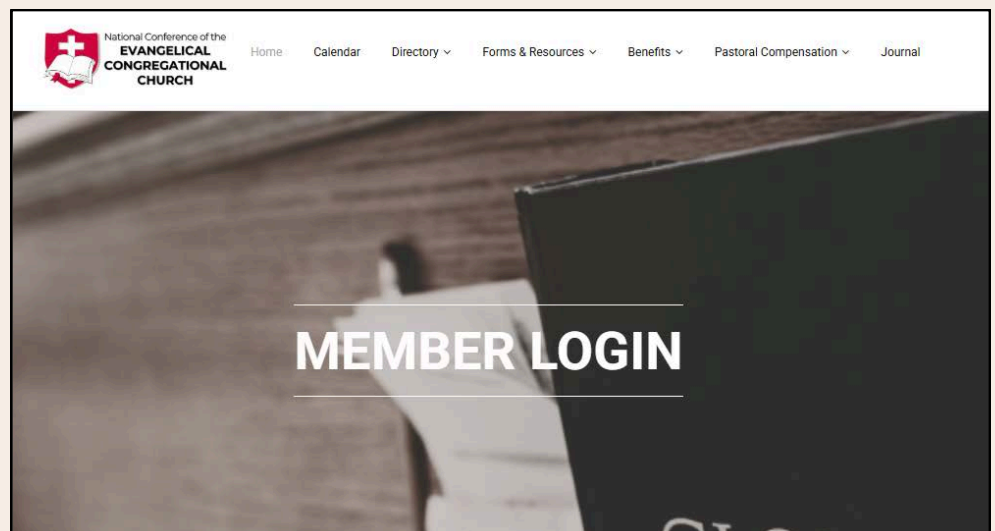 National Conference of the
EVANGELICAL
CONGREGATIONAL
CHURCH
Home Calendar Directory Forms & Resources Benefits Pastoral Compensation Journal
MEMBER LOGIN